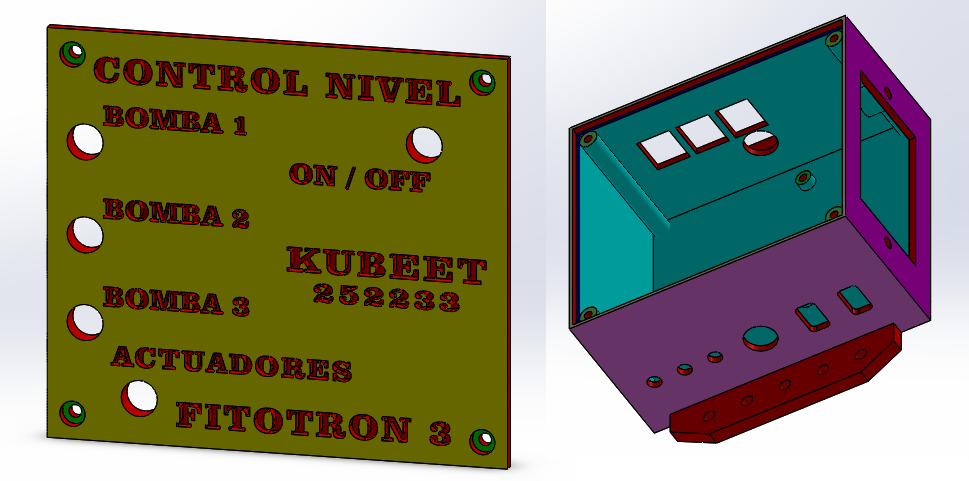 CONTROL NIVEL
BOMBA 1
ON / OFF
BOMBA 2
KUBEET
252233
BOMBA 3
ACTUADORES
FITOTRON 3